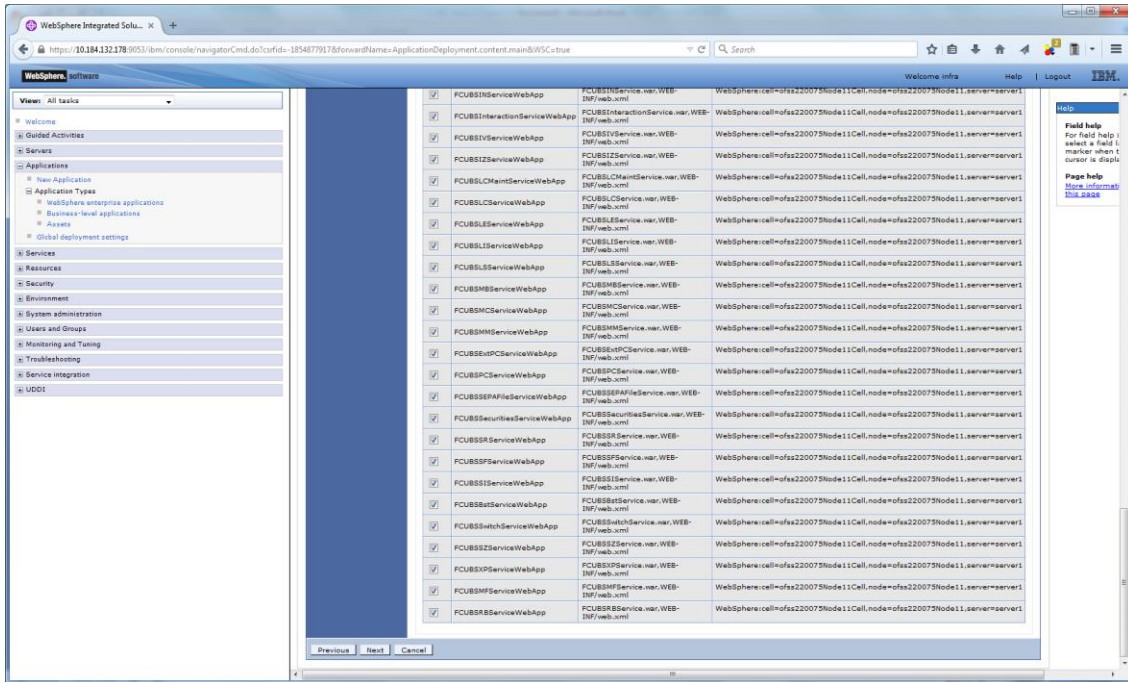 WebSphere Integrated Solu... × +
https://10.184.132.178:9053/ibm/console/navigatorCmd.do?csrfid=-1854877917&forwardName=ApplicationDeployment.content.main&WSC=true
Search
WebSphere. software
Welcome infra Help | Logout IBM.
View: All tasks
Welcome
Guided Activities
Servers
Applications
New Application
Application Types
WebSphere enterprise applications
Business-level applications
Assets
Global deployment settings
Services
Resources
Security
Environment
System administration
Users and Groups
Monitoring and Tuning
Troubleshooting
Service integration
UDDI
FCUBSINServiceWebApp FCUBSINService.war,WEB- WebSphere:cell=ofss220075Node11Cell,node=ofss220075Node11,server=server1
INF/web.xml
FCUBSInteractionServiceWebApp FCUBSInteractionService.war,WEB- WebSphere:cell=ofss220075Node11Cell,node=ofss220075Node11,server=server1
INF/web.xml
FCUBSIVServiceWebApp FCUBSIVService.war,WEB- WebSphere:cell=ofss220075Node11Cell,node=ofss220075Node11,server=server1
INF/web.xml
FCUBSIZServiceWebApp FCUBSIZService.war,WEB- WebSphere:cell=ofss220075Node11Cell,node=ofss220075Node11,server=server1
INF/web.xml
FCUBSLCMaintServiceWebApp FCUBSLCMaintService.war,WEB- WebSphere:cell=ofss220075Node11Cell,node=ofss220075Node11,server=server1
INF/web.xml
FCUBSLCServiceWebApp FCUBSLCService.war,WEB- WebSphere:cell=ofss220075Node11Cell,node=ofss220075Node11,server=server1
INF/web.xml
FCUBSLEServiceWebApp FCUBSLEService.war,WEB- WebSphere:cell=ofss220075Node11Cell,node=ofss220075Node11,server=server1
INF/web.xml
FCUBSLIServiceWebApp FCUBSLIService.war,WEB- WebSphere:cell=ofss220075Node11Cell,node=ofss220075Node11,server=server1
INF/web.xml
FCUBSLSServiceWebApp FCUBSLSService.war,WEB- WebSphere:cell=ofss220075Node11Cell,node=ofss220075Node11,server=server1
INF/web.xml
FCUBSMBServiceWebApp FCUBSMBService.war,WEB- WebSphere:cell=ofss220075Node11Cell,node=ofss220075Node11,server=server1
INF/web.xml
FCUBSMCServiceWebApp FCUBSMCService.war,WEB- WebSphere:cell=ofss220075Node11Cell,node=ofss220075Node11,server=server1
INF/web.xml
FCUBSMMServiceWebApp FCUBSMMService.war,WEB- WebSphere:cell=ofss220075Node11Cell,node=ofss220075Node11,server=server1
INF/web.xml
FCUBSExtPCServiceWebApp FCUBSExtPCService.war,WEB- WebSphere:cell=ofss220075Node11Cell,node=ofss220075Node11,server=server1
INF/web.xml
FCUBSPCServiceWebApp FCUBSPCService.war,WEB- WebSphere:cell=ofss220075Node11Cell,node=ofss220075Node11,server=server1
INF/web.xml
FCUBSSEPAFileServiceWebApp FCUBSSEPAFileService.war,WEB- WebSphere:cell=ofss220075Node11Cell,node=ofss220075Node11,server=server1
INF/web.xml
FCUBSSecuritiesServiceWebApp FCUBSSecuritiesService.war,WEB- WebSphere:cell=ofss220075Node11Cell,node=ofss220075Node11,server=server1
INF/web.xml
FCUBSSRServiceWebApp FCUBSSRService.war,WEB- WebSphere:cell=ofss220075Node11Cell,node=ofss220075Node11,server=server1
INF/web.xml
FCUBSSFServiceWebApp FCUBSSFService.war,WEB- WebSphere:cell=ofss220075Node11Cell,node=ofss220075Node11,server=server1
INF/web.xml
FCUBSSIServiceWebApp FCUBSSIService.war,WEB- WebSphere:cell=ofss220075Node11Cell,node=ofss220075Node11,server=server1
INF/web.xml
FCUBSBstServiceWebApp FCUBSBstService.war,WEB- WebSphere:cell=ofss220075Node11Cell,node=ofss220075Node11,server=server1
INF/web.xml
FCUBSSwitchServiceWebApp FCUBSSwitchService.war,WEB- WebSphere:cell=ofss220075Node11Cell,node=ofss220075Node11,server=server1
INF/web.xml
FCUBSSZServiceWebApp FCUBSSZService.war,WEB- WebSphere:cell=ofss220075Node11Cell,node=ofss220075Node11,server=server1
INF/web.xml
FCUBSXPServiceWebApp FCUBSXPService.war,WEB- WebSphere:cell=ofss220075Node11Cell,node=ofss220075Node11,server=server1
INF/web.xml
FCUBSMFServiceWebApp FCUBSMFService.war,WEB- WebSphere:cell=ofss220075Node11Cell,node=ofss220075Node11,server=server1
INF/web.xml
FCUBSRBServiceWebApp FCUBSRBService.war,WEB- WebSphere:cell=ofss220075Node11Cell,node=ofss220075Node11,server=server1
INF/web.xml
Previous Next Cancel
Help
Field help
For field help i
select a field l
marker when t
cursor is displa
Page help
More informati
this page